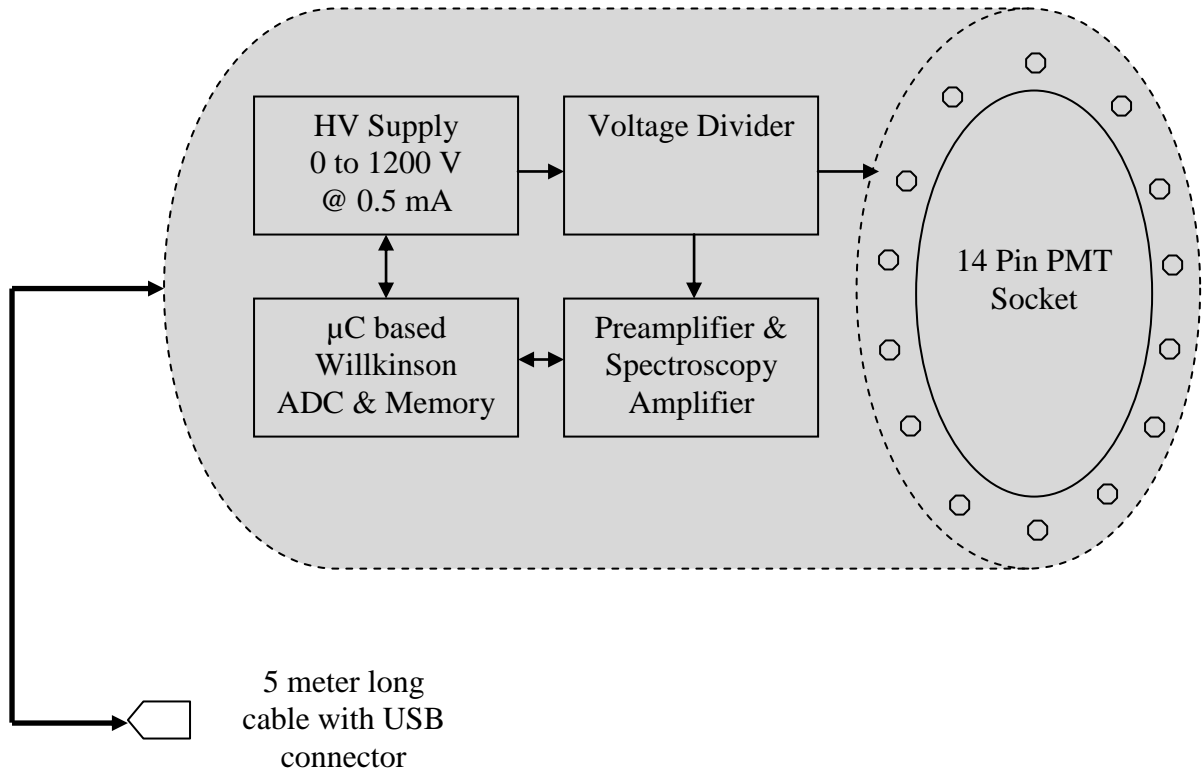 HV Supply
0 to 1200 V
@ 0.5 mA
Voltage Divider
14 Pin PMT
Socket
µC based
Willkinson
ADC & Memory
Preamplifier &
Spectroscopy
Amplifier
5 meter long
cable with USB
connector